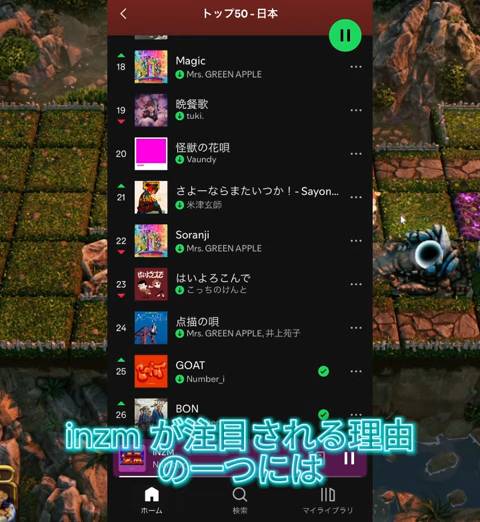 トップ50 - 日本
18
Magic
Mrs. GREEN APPLE
19
晩餐歌
tuki.
20
怪獣の花唄
Vaundy
21
さよーならまたいつか！- Sayon...
米津玄師
22
Soranji
Mrs. GREEN APPLE
23
はいよろこんで
こっちのけんと
24
点描の唄
Mrs. GREEN APPLE, 井上苑子
25
GOAT
Number_i
26
BON
inzm が注目される理由
の一つには
INZM
ホーム
検索
マイライブラリ